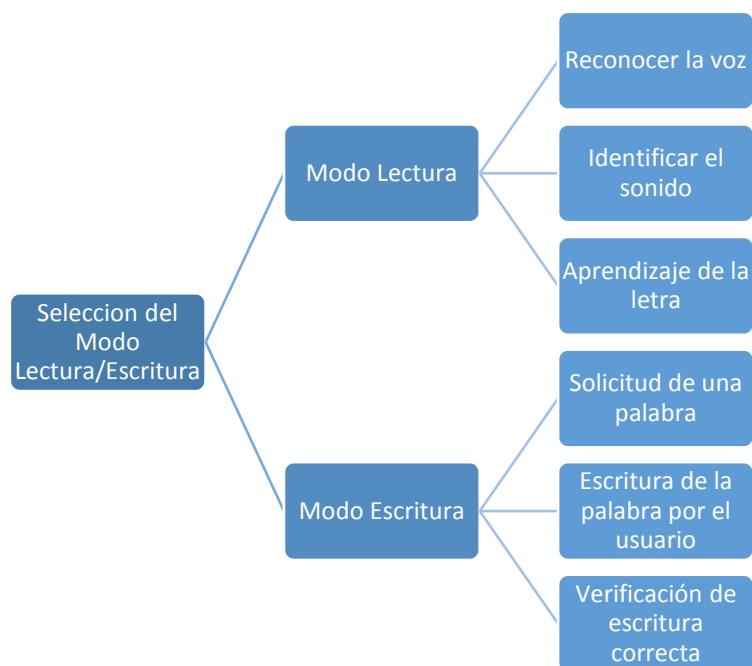 Seleccion del
Modo
Lectura/Escritura
Modo Lectura
Reconocer la voz
Identificar el
sonido
Aprendizaje de la
letra
Modo Escritura
Solicitud de una
palabra
Escritura de la
palabra por el
usuario
Verificación de
escritura
correcta